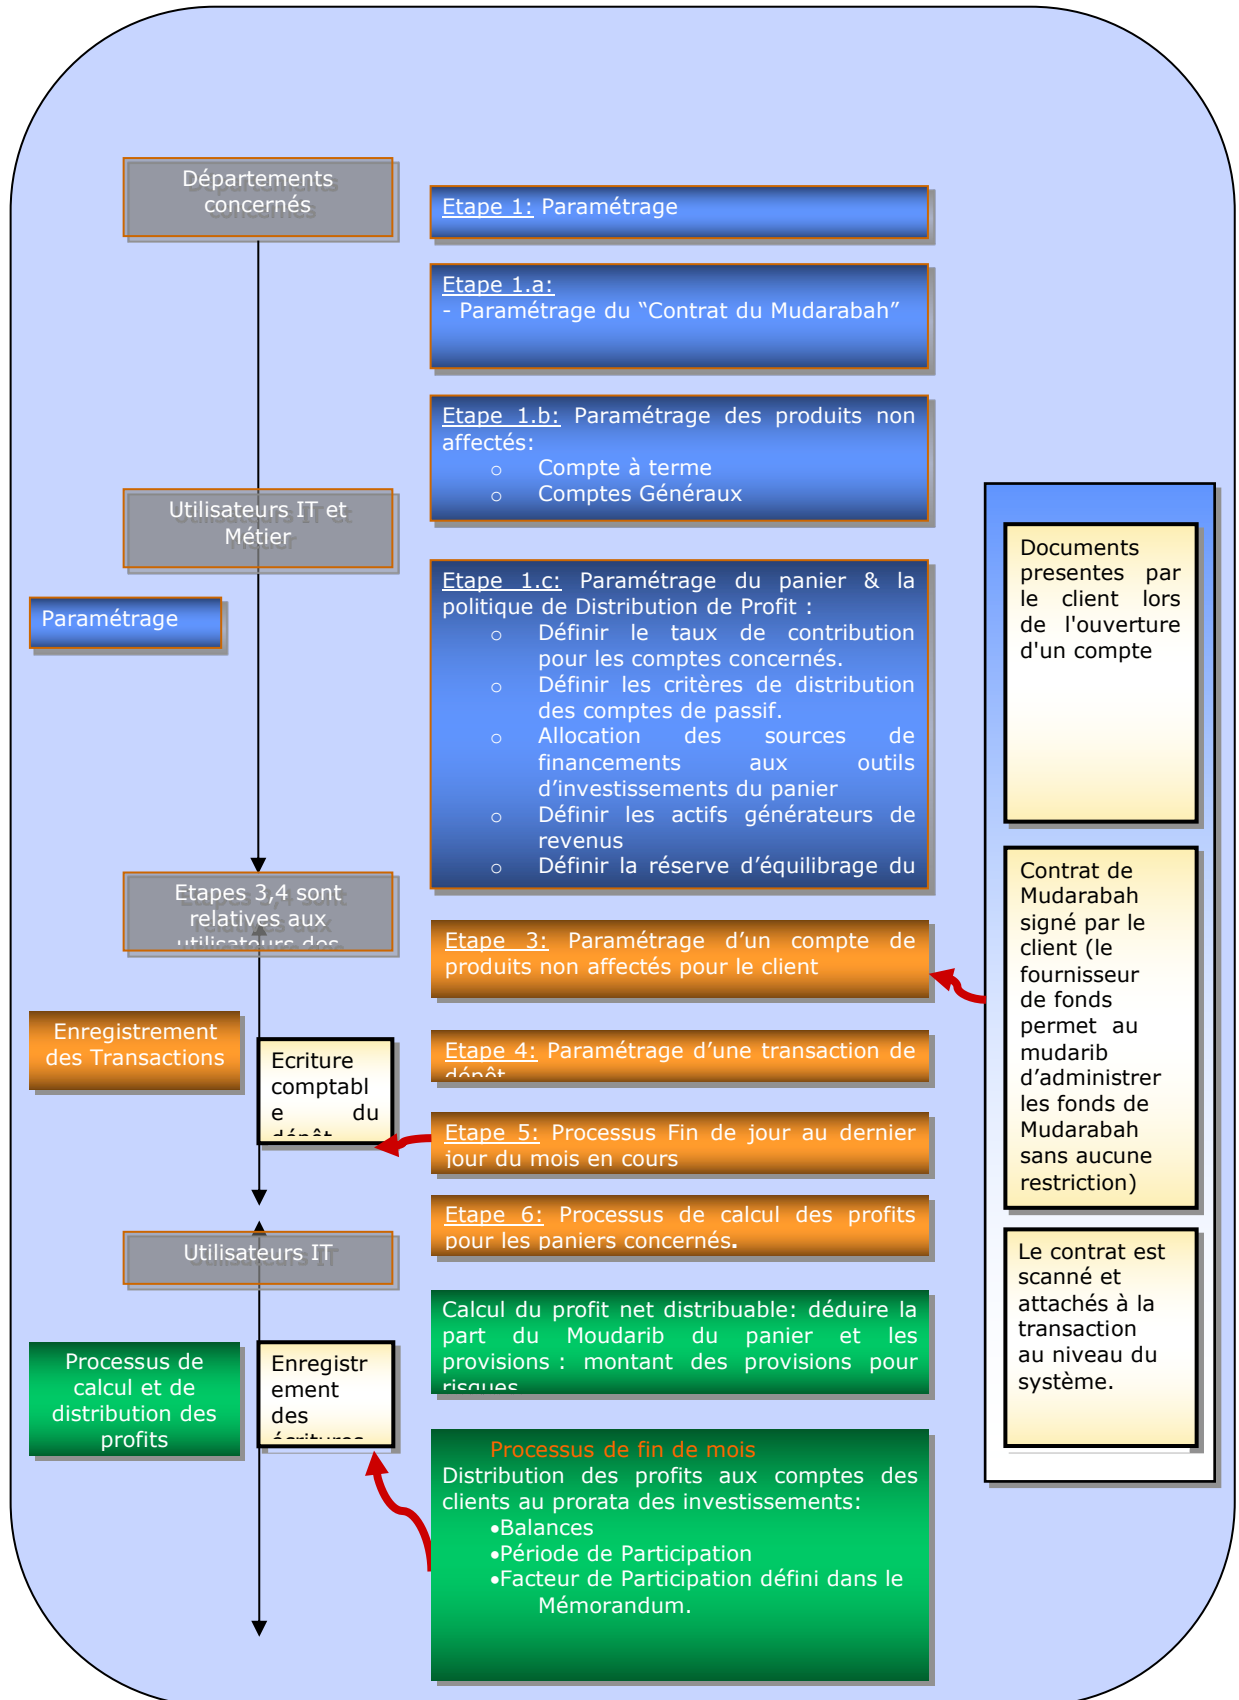 Départements
concernés
Etape 1: Paramétrage
Etape 1.a:
- Paramétrage du “Contrat du Mudarabah”
Etape 1.b: Paramétrage des produits non
affectés:
o Compte à terme
o Comptes Généraux
Utilisateurs IT et
Métier
Paramétrage
Etape 1.c: Paramétrage du panier & la
politique de Distribution de Profit :
o Définir le taux de contribution
pour les comptes concernés.
o Définir les critères de distribution
des comptes de passif.
o Allocation des sources de
financements aux outils
d’investissements du panier
o Définir les actifs générateurs de
revenus
o Définir la réserve d’équilibrage du
Etapes 3,4 sont
relatives aux
utilisateurs des
Etape 3: Paramétrage d’un compte de
produits non affectés pour le client
Enregistrement
des Transactions
Ecriture
comptabl
e du
dépôt
Etape 4: Paramétrage d’une transaction de
dépôt
Etape 5: Processus Fin de jour au dernier
jour du mois en cours
Etape 6: Processus de calcul des profits
pour les paniers concernés.
Utilisateurs IT
Processus de
calcul et de
distribution des
profits
Enregistr
ement
des
écritures
Calcul du profit net distribuable: déduire la
part du Moudarib du panier et les
provisions : montant des provisions pour
risques
Processus de fin de mois
Distribution des profits aux comptes des
clients au prorata des investissements:
•Balances
•Période de Participation
•Facteur de Participation défini dans le
Mémorandum.
Documents
presentes par
le client lors
de l'ouverture
d'un compte
Contrat de
Mudarabah
signé par le
client (le
fournisseur
de fonds
permet au
mudarib
d’administrer
les fonds de
Mudarabah
sans aucune
restriction)
Le contrat est
scanné et
attachés à la
transaction
au niveau du
système.